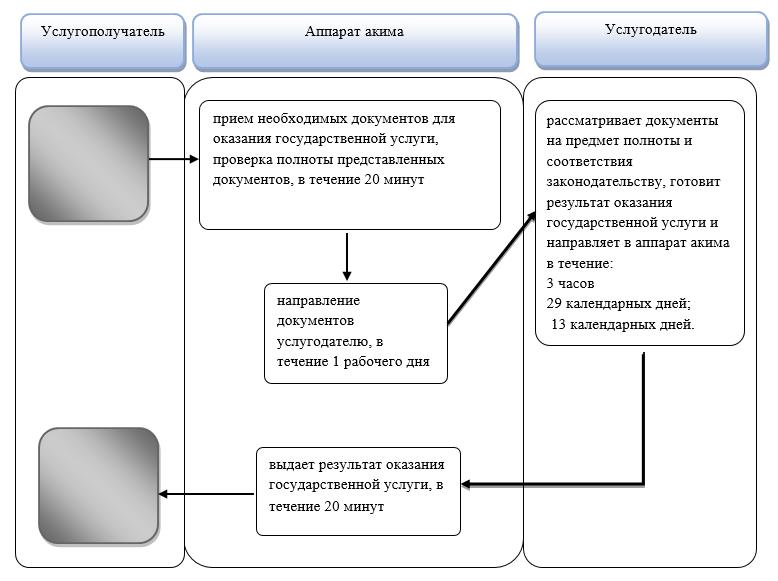 Услугополучатель
Аппарат акима
Услугодатель
прием необходимых документов для
оказания государственной услуги,
проверка полноты представленных
документов, в течение 20 минут
направление
документов
услугодателю, в
течение 1 рабочего дня
рассматривает документы
на предмет полноты и
соответствия
законодательству, готовит
результат оказания
государственной услуги и
направляет в аппарат акима
в течение:
3 часов
29 календарных дней;
13 календарных дней.
выдает результат оказания
государственной услуги, в
течение 20 минут